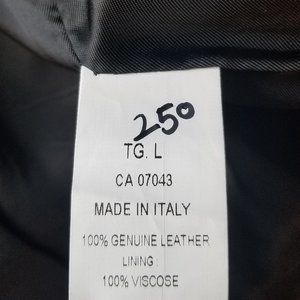 250
TG. L
CA 07043
MADE IN ITALY
100% GENUINE LEATHER
LINING :
100% VISCOSE